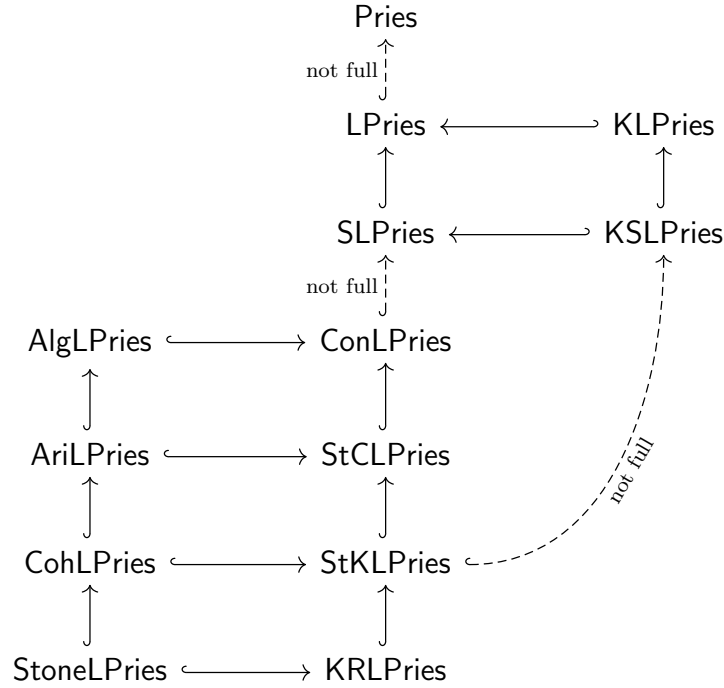 Pries
not full
LPries KLPries
SLPries KSLPries
not full
AlgLPries ConLPries
AriLPries StCLPries
not full
CohLPries StKLPries
StoneLPries KRLPries